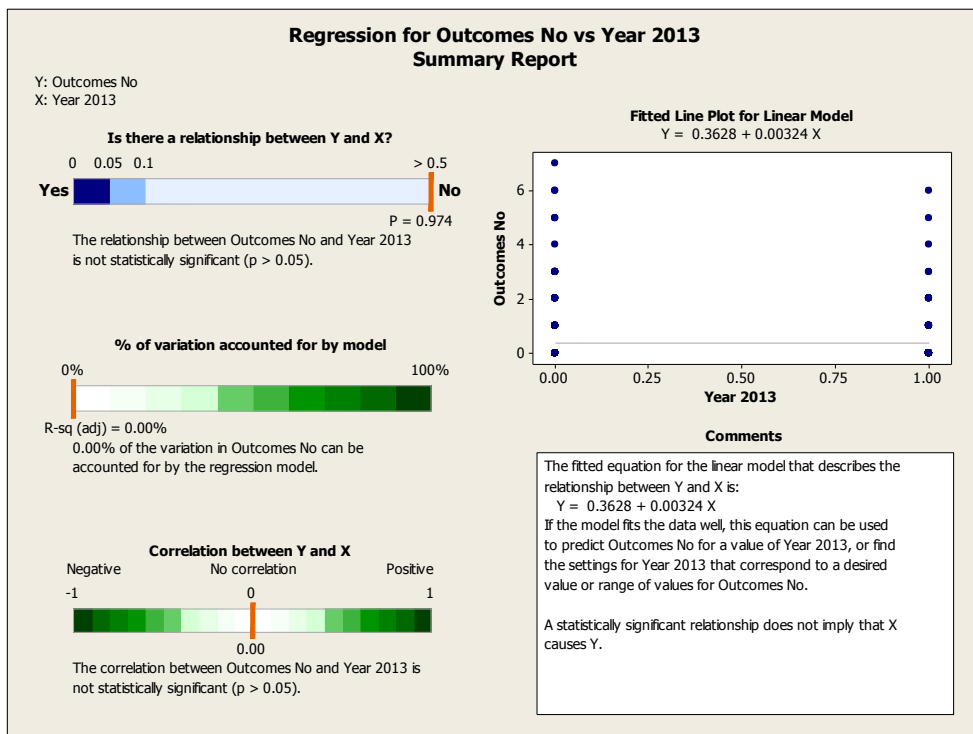 Regression for Outcomes No vs Year 2013
Summary Report
Y: Outcomes No
X: Year 2013
Is there a relationship between Y and X?
0 0.05 0.1 > 0.5
Yes No
P = 0.974
The relationship between Outcomes No and Year 2013
is not statistically significant (p > 0.05).
% of variation accounted for by model
0% 100%
R-sq (adj) = 0.00%
0.00% of the variation in Outcomes No can be
accounted for by the regression model.
Correlation between Y and X
Negative No correlation Positive
-1 0 1
0.00
The correlation between Outcomes No and Year 2013 is
not statistically significant (p > 0.05).
Fitted Line Plot for Linear Model
Y = 0.3628 + 0.00324 X
6
4
2
0
Outcomes No
0.00 0.25 0.50 0.75 1.00
Year 2013
Comments
The fitted equation for the linear model that describes the
relationship between Y and X is:
Y = 0.3628 + 0.00324 X
If the model fits the data well, this equation can be used
to predict Outcomes No for a value of Year 2013, or find
the settings for Year 2013 that correspond to a desired
value or range of values for Outcomes No.
A statistically significant relationship does not imply that X
causes Y.